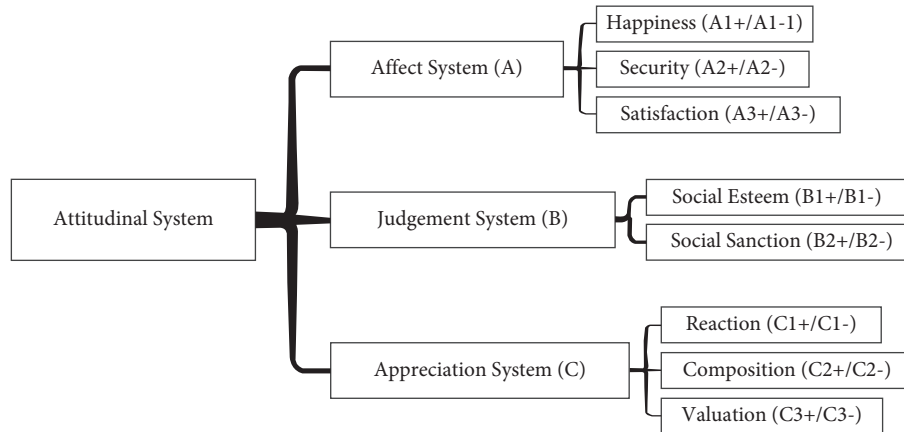 Happiness (A1+/A1-1)
Affect System (A)
Security (A2+/A2-)
Satisfaction (A3+/A3-)
Attitudinal System
Judgement System (B)
Social Esteem (B1+/B1-)
Social Sanction (B2+/B2-)
Appreciation System (C)
Reaction (C1+/C1-)
Composition (C2+/C2-)
Valuation (C3+/C3-)